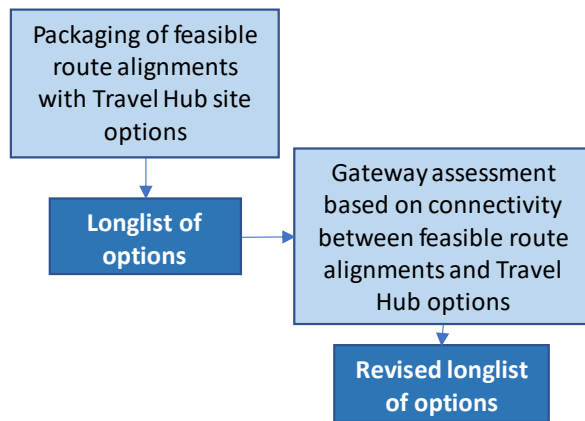 Packaging of feasible
route alignments
with Travel Hub site
options
Longlist of
options
Gateway assessment
based on connectivity
between feasible route
alignments and Travel
Hub options
Revised longlist
of options